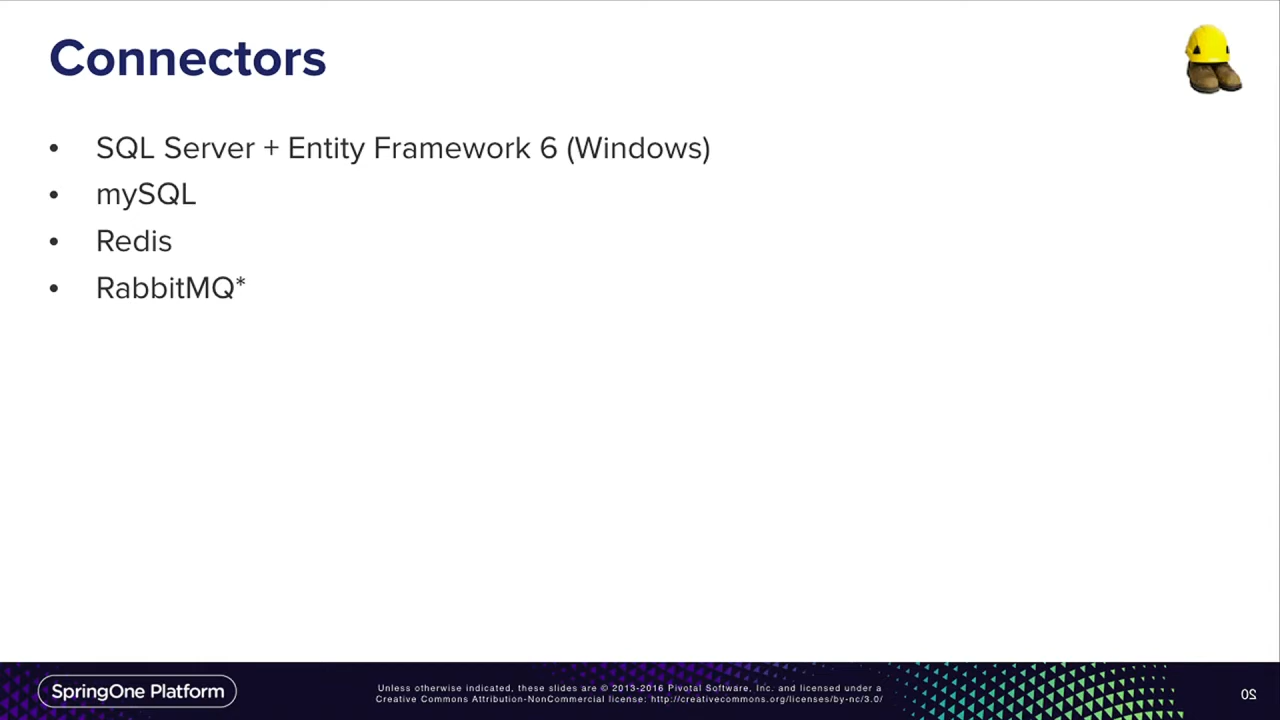 Connectors
• SQL Server + Entity Framework 6 (Windows)
• mySQL
• Redis
• RabbitMQ*
SpringOne Platform
Unless otherwise indicated, these slides are © 2013-2016 Pivotal Software, Inc. and licensed under a
Creative Commons Attribution-NonCommercial license: http://creativecommons.org/licenses/by-nc/3.0/
20